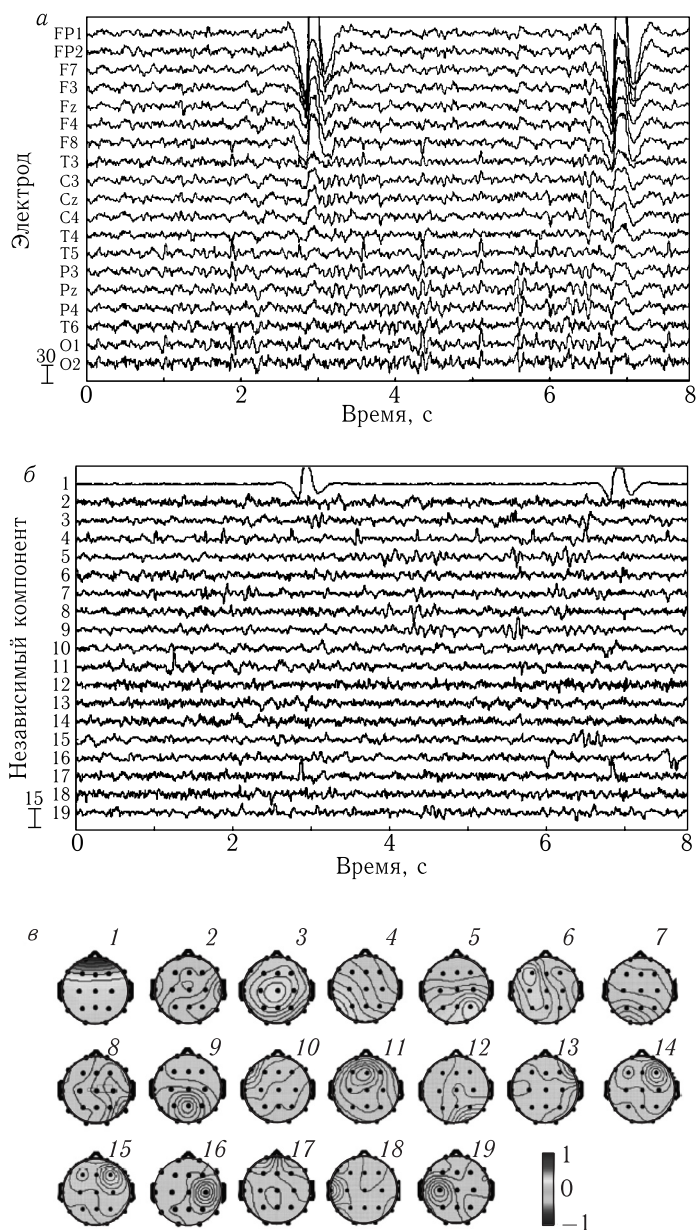 а
FP1
FP2
F7
F3
Fz
F4
F8
T3
C3
Cz
C4
T4
T5
P3
Pz
P4
T6
O1
O2
Электрод
30
0 2 4 6 8
Время, с
б
1
2
3
4
5
6
7
8
9
10
11
12
13
14
15
16
17
18
19
Независимый компонент
15
0 2 4 6 8
Время, с
в
1 2 3 4 5 6 7
8 9 10 11 12 13 14
15 16 17 18 19
1
0
−1